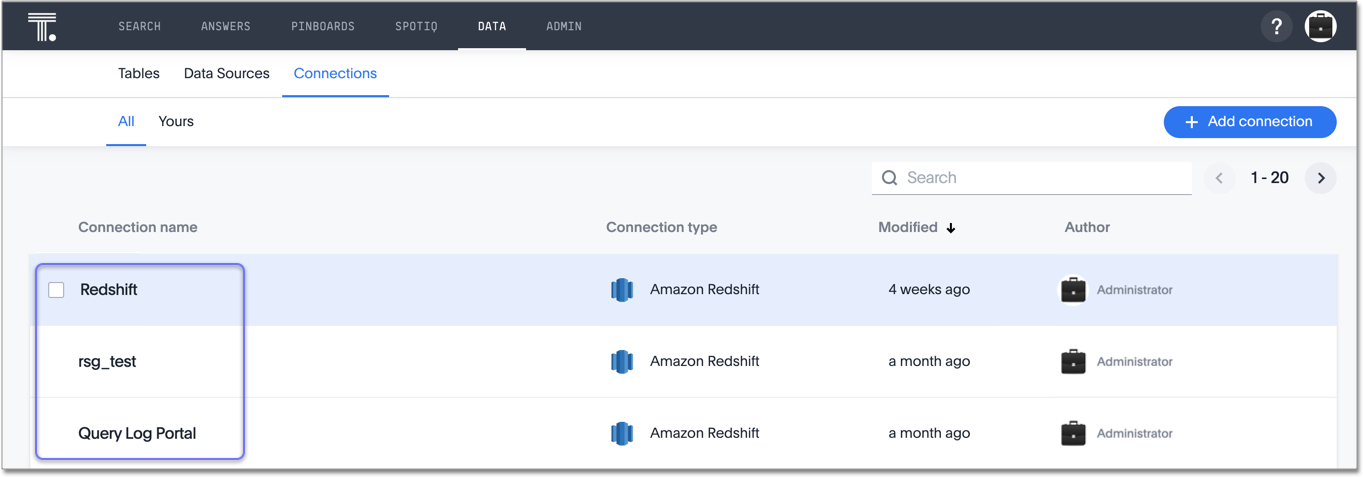 T.
SEARCH ANSWERS PINBOARDS SPOTIQ DATA ADMIN ?
Tables Data Sources Connections
All Yours + Add connection
Search 1 - 20
Connection name Connection type Modified ↓ Author
Redshift Amazon Redshift 4 weeks ago Administrator
rsg_test Amazon Redshift a month ago Administrator
Query Log Portal Amazon Redshift a month ago Administrator